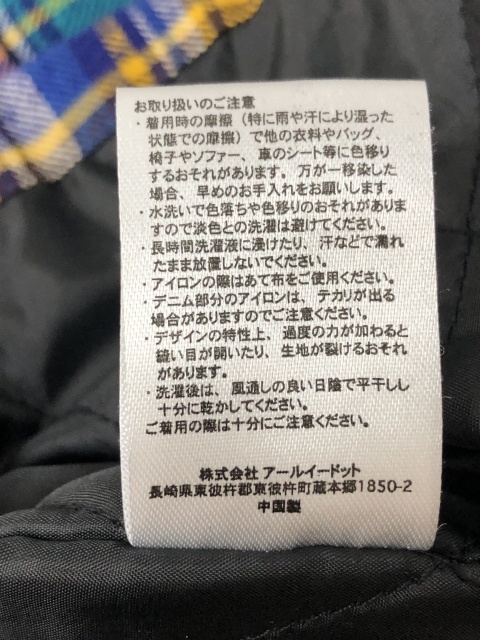 お取り扱いのご注意
・着用時の摩擦（特に雨や汗により湿った
状態での摩擦）で他の衣料やバッグ、
椅子やソファー、車のシート等に色移り
するおそれがあります。万が一移染した
場合、早めのお手入れをお願いします。
・水洗いで色落ちや色移りのおそれがありま
すので淡色との洗濯は避けてください。
・長時間洗濯液に浸けたり、汗などで濡れ
たまま放置しないでください。
・アイロンの際はあて布をご使用ください。
・デニム部分のアイロンは、テカリが出る
場合がありますのでご注意ください。
・デザインの特性上、過度の力が加わると
縫い目が開いたり、生地が裂けるおそれ
があります。
・洗濯後は、風通しの良い日陰で平干しし
十分に乾かしてください。
ご着用の際は十分にご注意ください。
株式会社 アールイードット
長崎県東彼杵郡東彼杵町蔵本郷1850-2
中国製